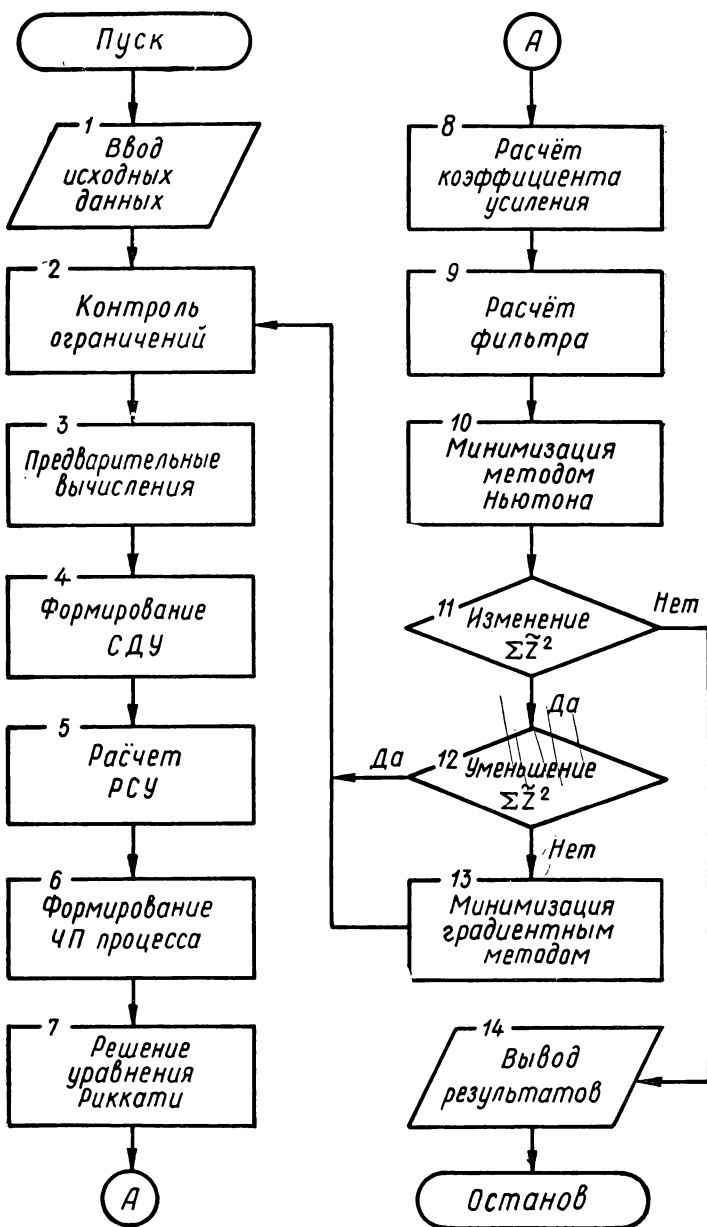 Пуск
1
Ввод
исходных
данных
2
Контроль
ограничений
3
Предварительные
вычисления
4
Формирование
СДУ
5
Расчет
РСУ
6
Формирование
ЧП процесса
7
Решение
уравнения
Риккати
А
А
8
Расчёт
коэффициента
усиления
9
Расчёт
фильтра
10
Минимизация
методом
Ньютона
11
Изменение
ΣZ̃²
Нет
Да
12
Уменьшение
ΣZ̃²
Да
Нет
13
Минимизация
градиентным
методом
14
Вывод
результатов
Останов